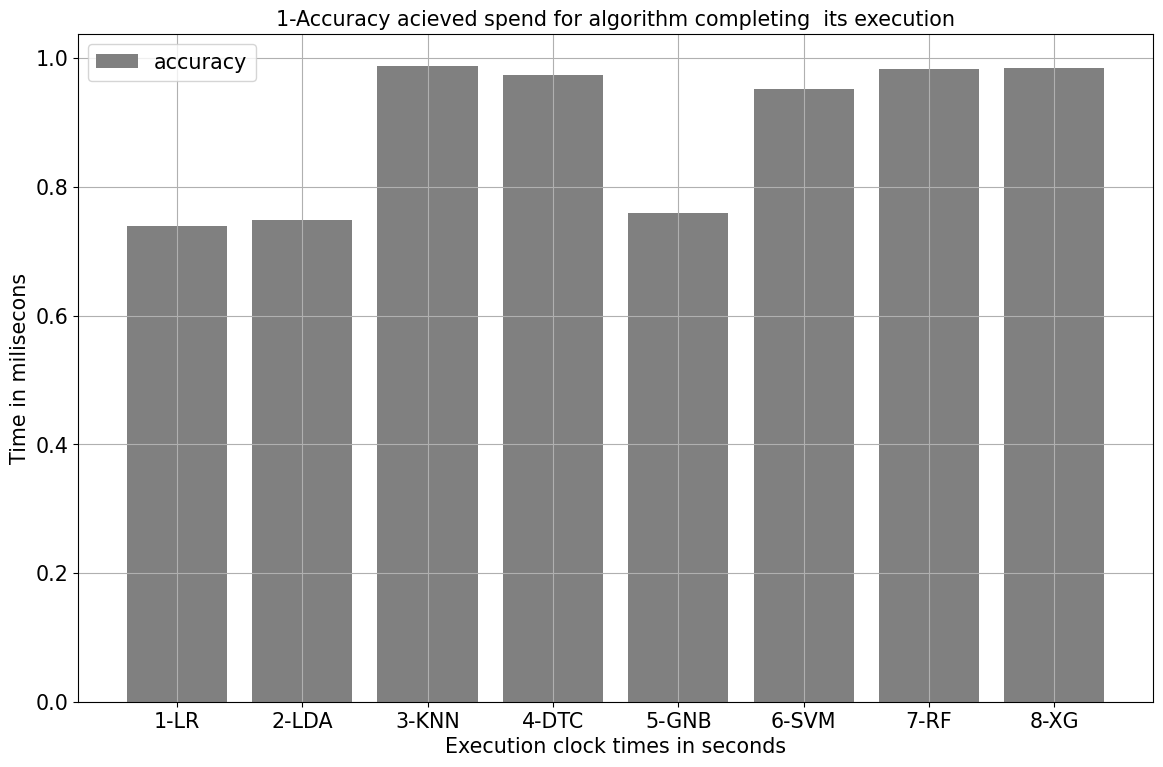 1-Accuracy acieved spend for algorithm completing  its execution
accuracy
Time in milisecons
1.0
0.8
0.6
0.4
0.2
0.0
1-LR 2-LDA 3-KNN 4-DTC 5-GNB 6-SVM 7-RF 8-XG
Execution clock times in seconds